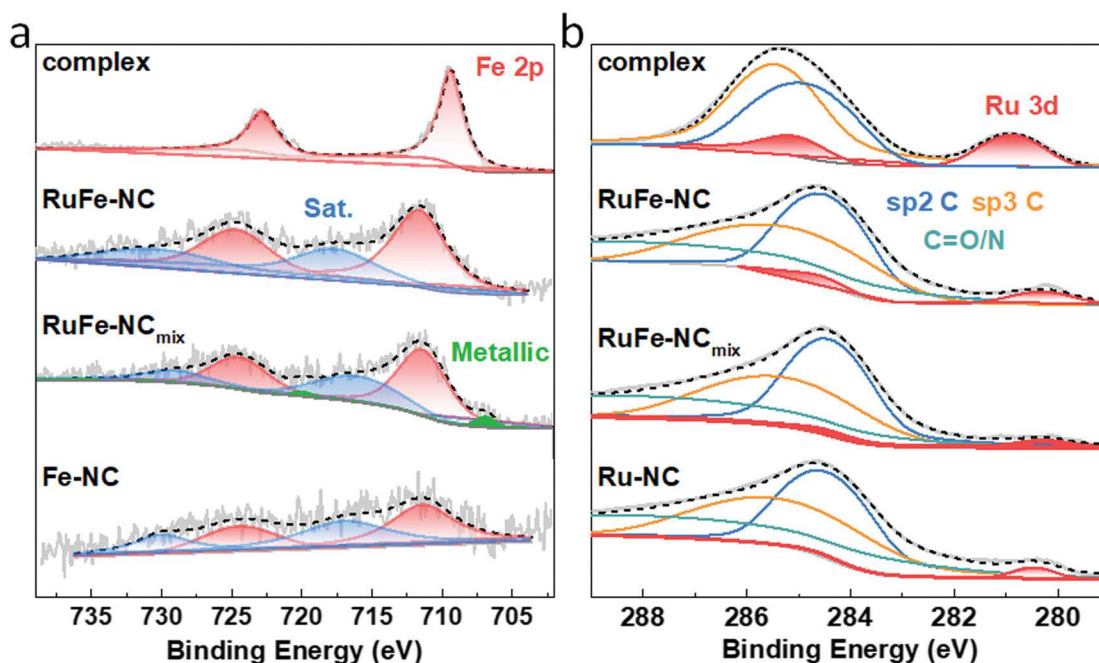 a
complex
Fe 2p
RuFe-NC
Sat.
RuFe-NCmix
Metallic
Fe-NC
735 730 725 720 715 710 705
Binding Energy (eV)
b
complex
Ru 3d
RuFe-NC
sp2 C sp3 C
C=O/N
RuFe-NCmix
Ru-NC
288 286 284 282 280
Binding Energy (eV)